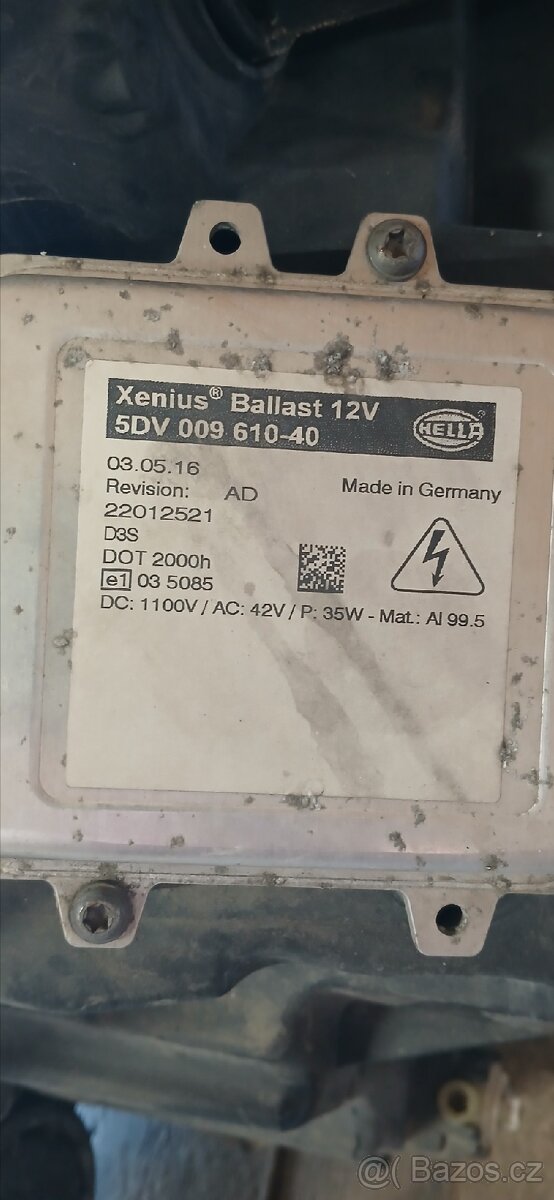 Xenius® Ballast 12V
5DV 009 610-40
HELLA
03.05.16
Revision: AD
Made in Germany
22012521
D3S
DOT 2000h
e1 03 5085
DC: 1100V / AC: 42V / P: 35W - Mat.: Al 99.5
@( Bazos.cz